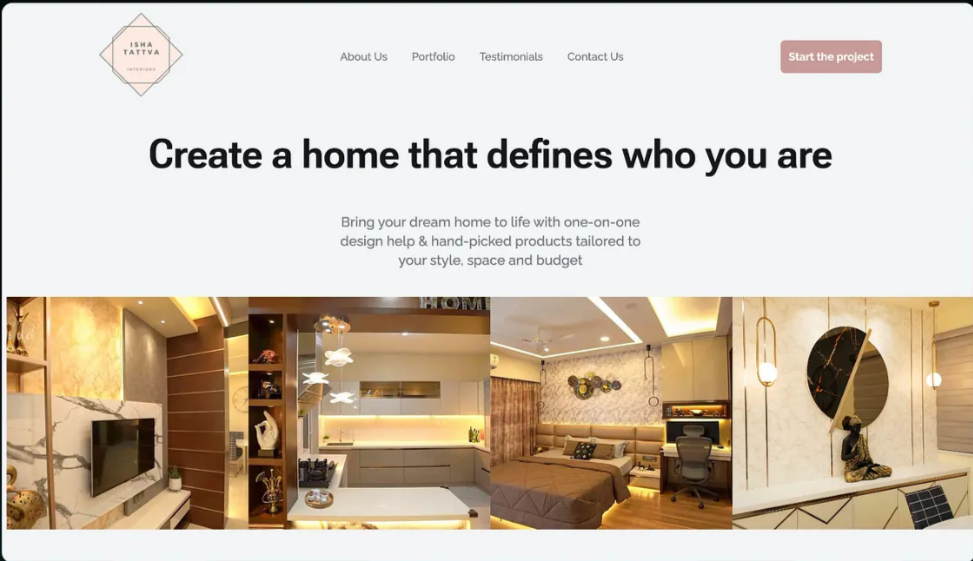 ISHA
TATTVA
INTERIORS
About Us
Portfolio
Testimonials
Contact Us
Start the project
Create a home that defines who you are
Bring your dream home to life with one-on-one
design help & hand-picked products tailored to
your style, space and budget
HOM